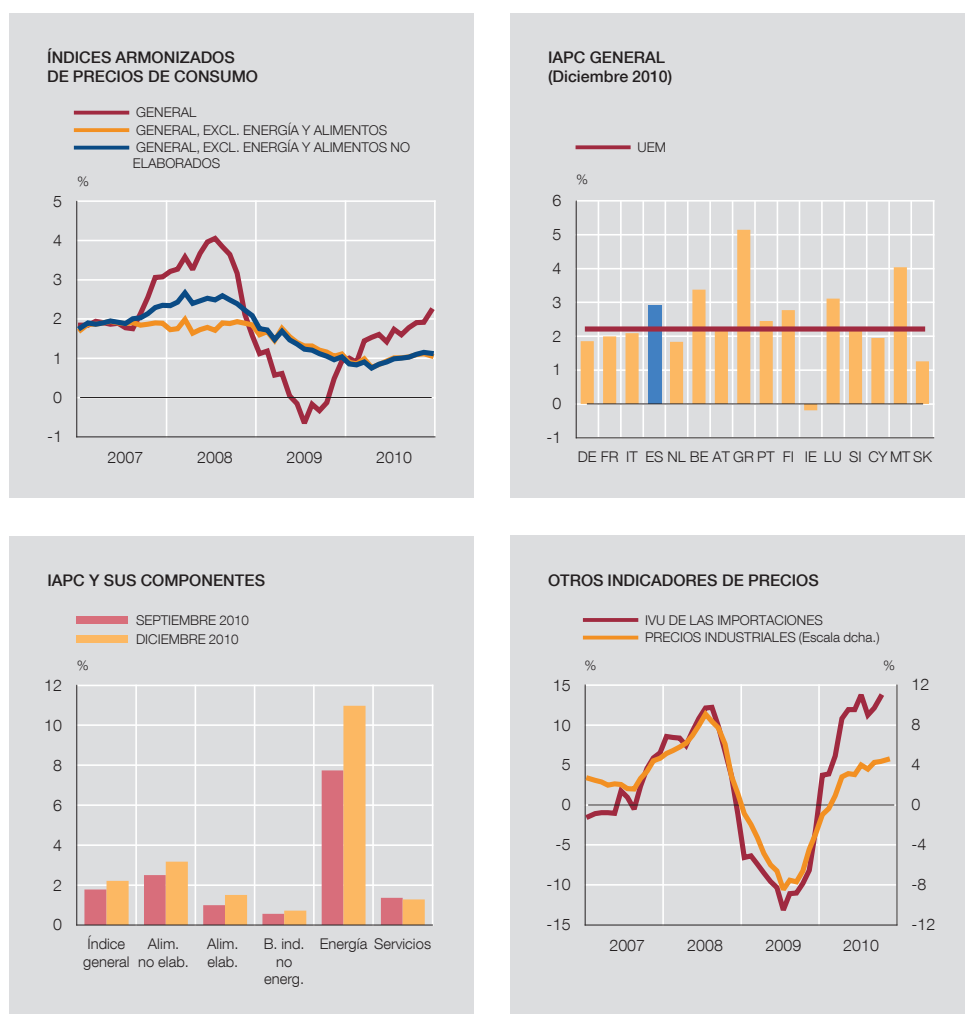 ÍNDICES ARMONIZADOS
DE PRECIOS DE CONSUMO
GENERAL
GENERAL, EXCL. ENERGÍA Y ALIMENTOS
GENERAL, EXCL. ENERGÍA Y ALIMENTOS NO
ELABORADOS
%
5
4
3
2
1
0
-1
2007 2008 2009 2010
IAPC GENERAL
(Diciembre 2010)
UEM
%
6
5
4
3
2
1
0
-1
DE FR IT ES NL BE AT GR PT FI IE LU SI CY MT SK
IAPC Y SUS COMPONENTES
SEPTIEMBRE 2010
DICIEMBRE 2010
%
12
10
8
6
4
2
0
Índice Alim. Alim. B. ind. Energía Servicios
general no elab. elab. no
energ.
OTROS INDICADORES DE PRECIOS
IVU DE LAS IMPORTACIONES
PRECIOS INDUSTRIALES (Escala dcha.)
% %
15 12
10 8
5 4
0 0
-5 -4
-10 -8
-15 -12
2007 2008 2009 2010